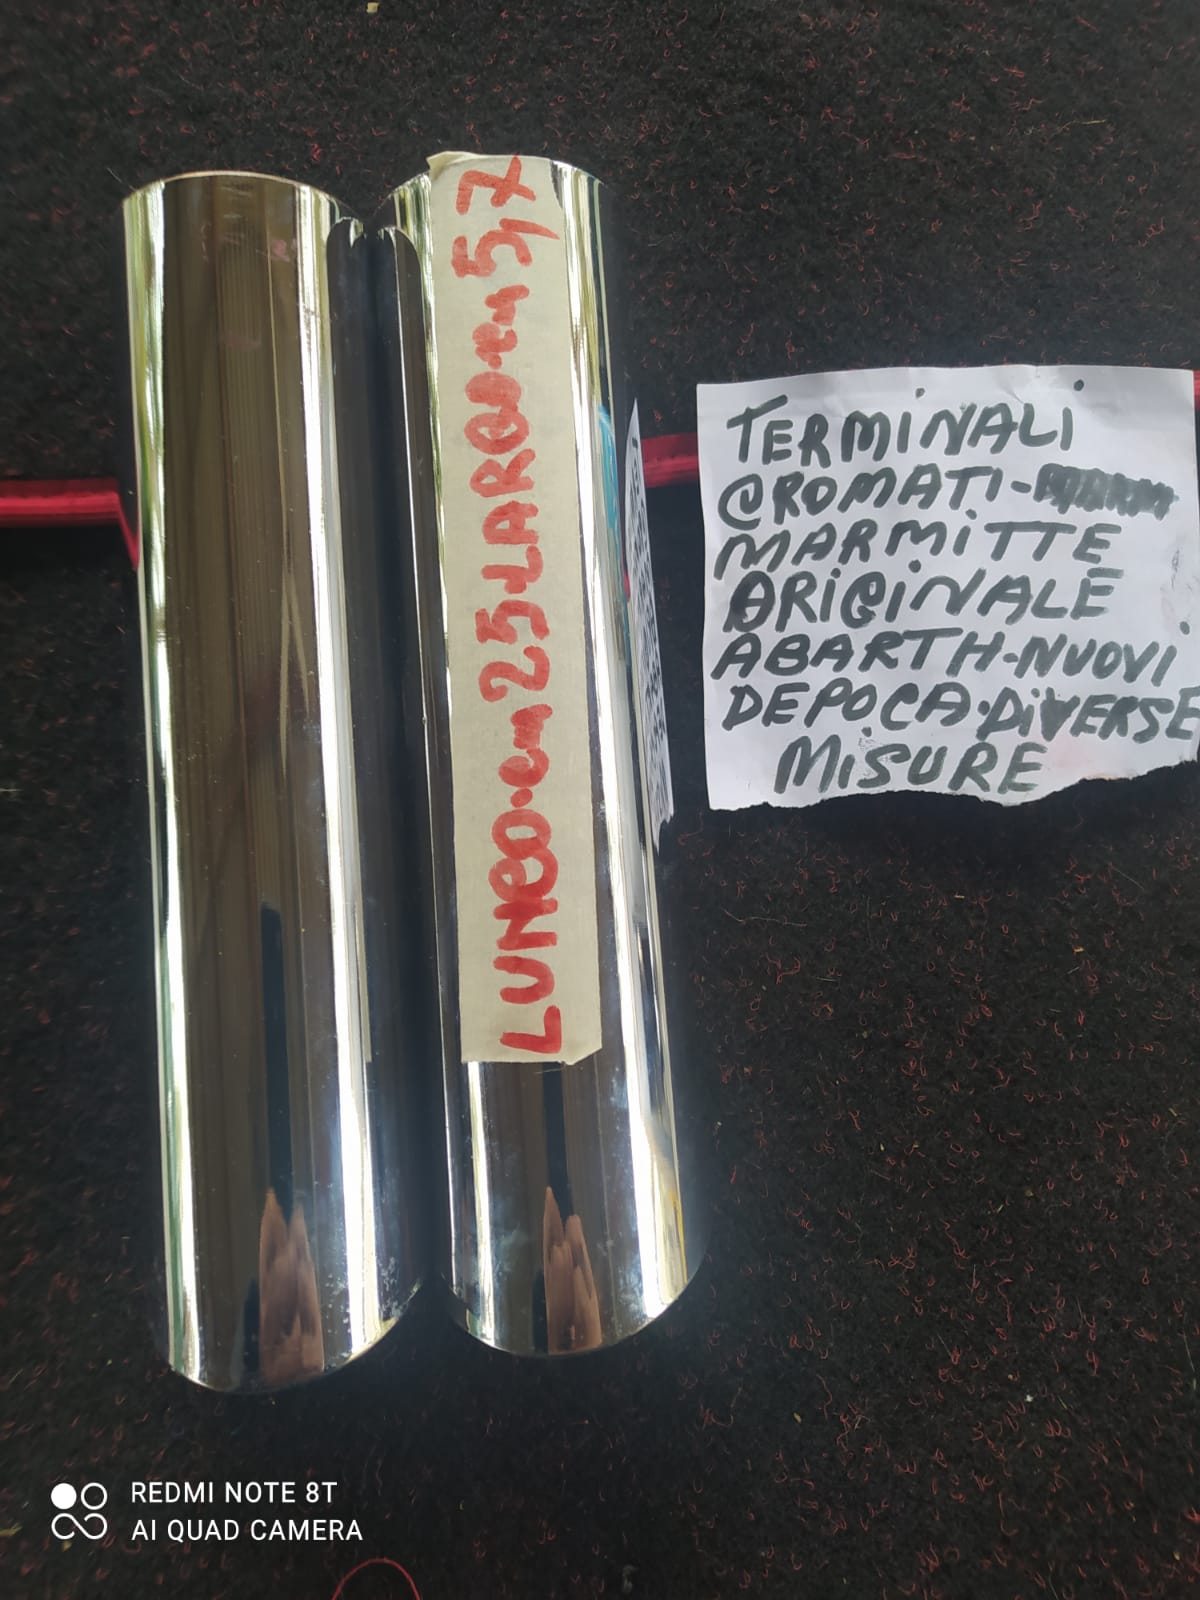 LUNGO.cm 25 LARGO.cm 5,7
TERMINALI
CROMATI-
MARMITTE
ORIGINALE
ABARTH-NUOVI
DEPOCA.DIVERSE
MISURE
REDMI NOTE 8T
AI QUAD CAMERA